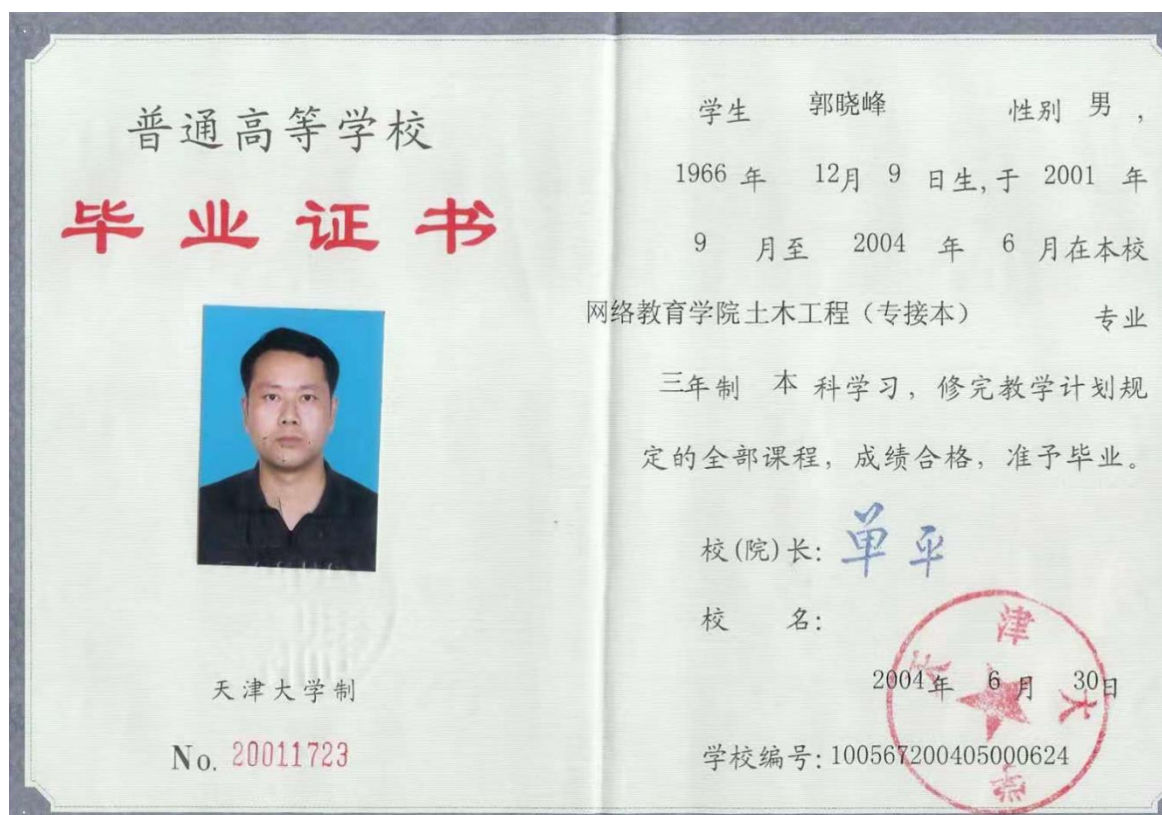 普通高等学校
毕业证书
天津大学制
No. 20011723
学生 郭晓峰 性别 男，
1966 年 12月 9 日生，于 2001 年
9 月至 2004 年 6 月在本校
网络教育学院土木工程（专接本） 专业
三年制 本 科学习，修完教学计划规
定的全部课程，成绩合格，准予毕业。
校(院)长: 单平
校 名:
天津大学
2004年 6月 30日
学校编号: 100567200405000624